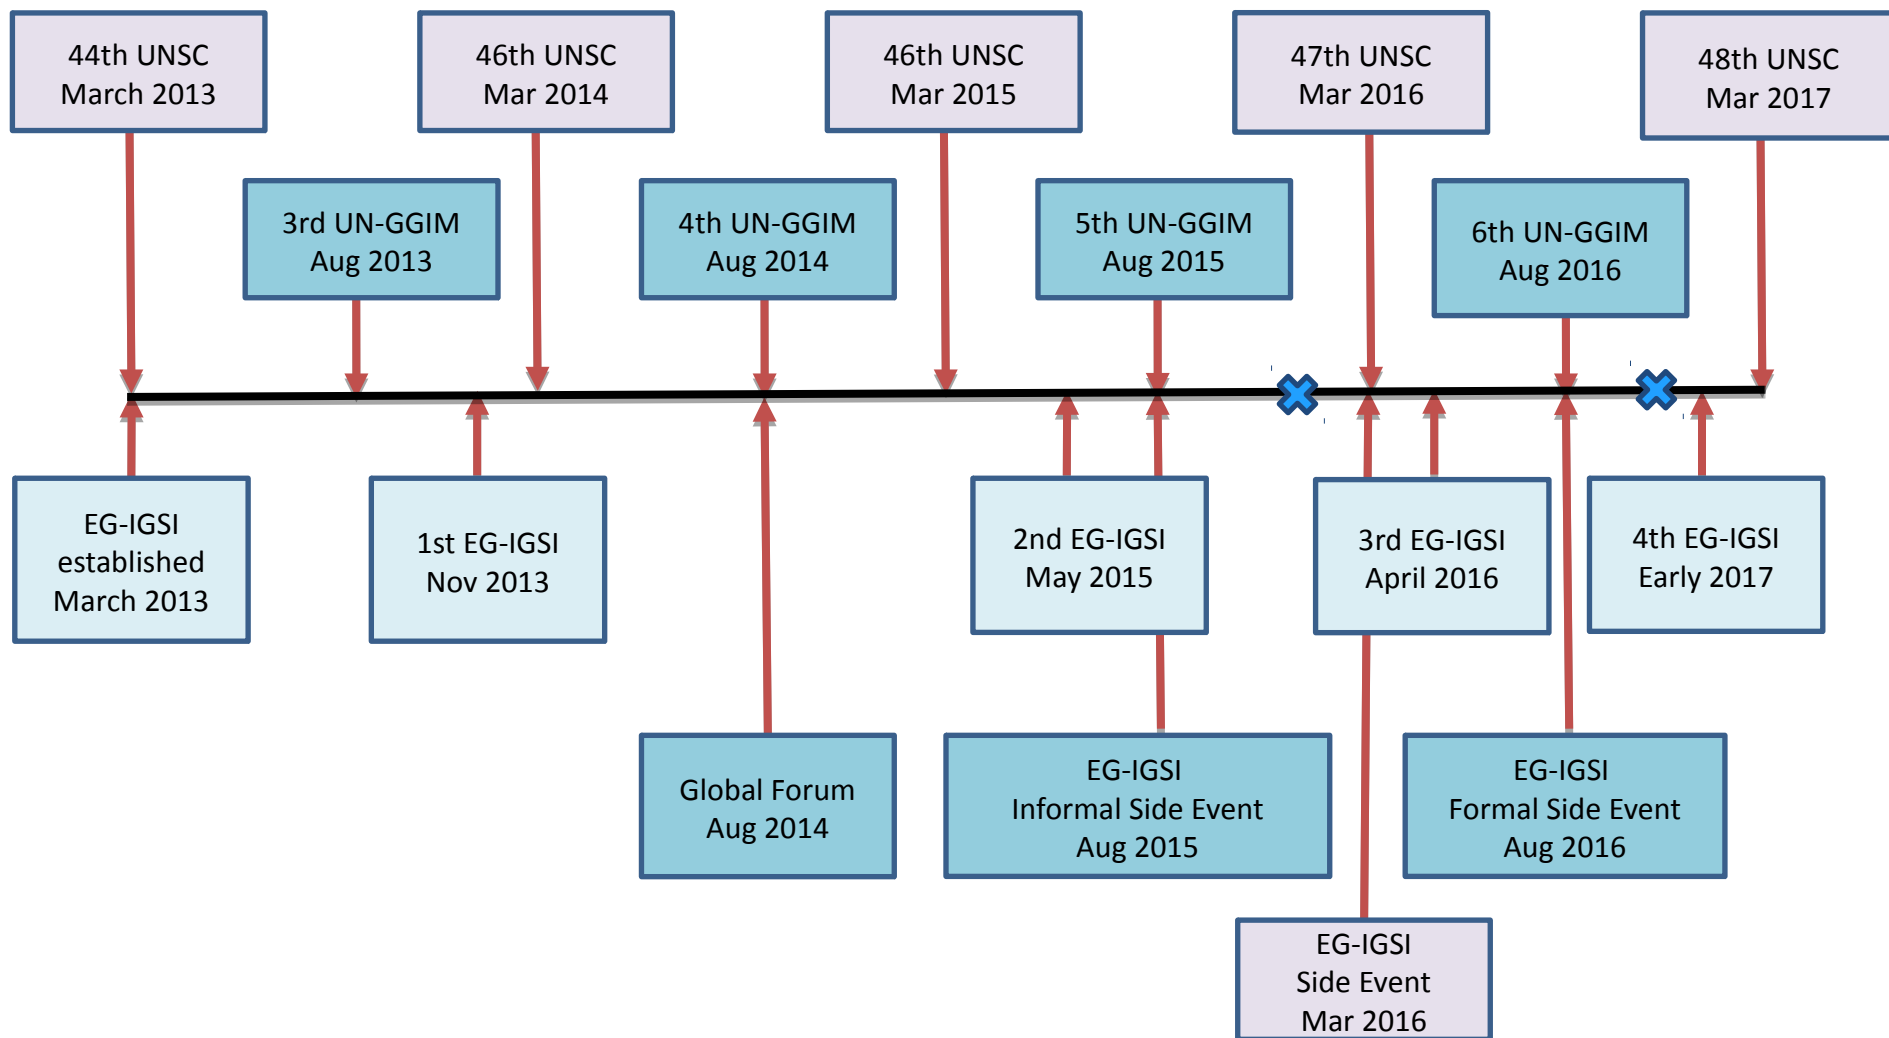 44th UNSC
March 2013
46th UNSC
Mar 2014
46th UNSC
Mar 2015
47th UNSC
Mar 2016
48th UNSC
Mar 2017
3rd UN-GGIM
Aug 2013
4th UN-GGIM
Aug 2014
5th UN-GGIM
Aug 2015
6th UN-GGIM
Aug 2016
EG-IGSI
established
March 2013
1st EG-IGSI
Nov 2013
2nd EG-IGSI
May 2015
3rd EG-IGSI
April 2016
4th EG-IGSI
Early 2017
Global Forum
Aug 2014
EG-IGSI
Informal Side Event
Aug 2015
EG-IGSI
Formal Side Event
Aug 2016
EG-IGSI
Side Event
Mar 2016